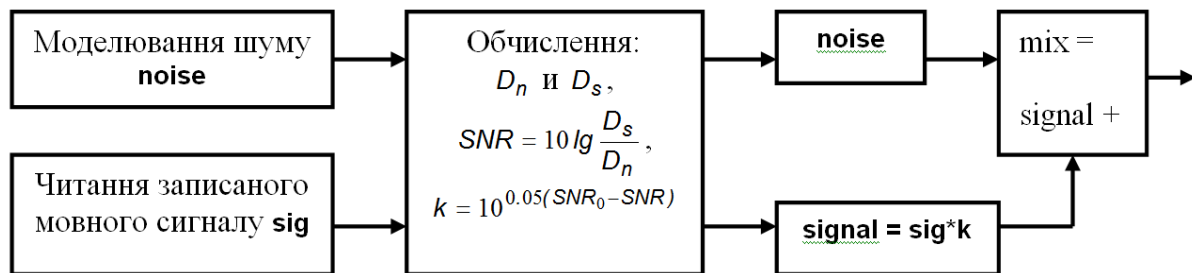 Моделювання шуму
noise
Читання записаного
мовного сигналу sig
Обчислення:
Dₙ и Dₛ,
SNR = 10 lg Dₛ/Dₙ,
k = 10^0.05(SNR₀−SNR)
noise
signal = sig*k
mix =
signal +